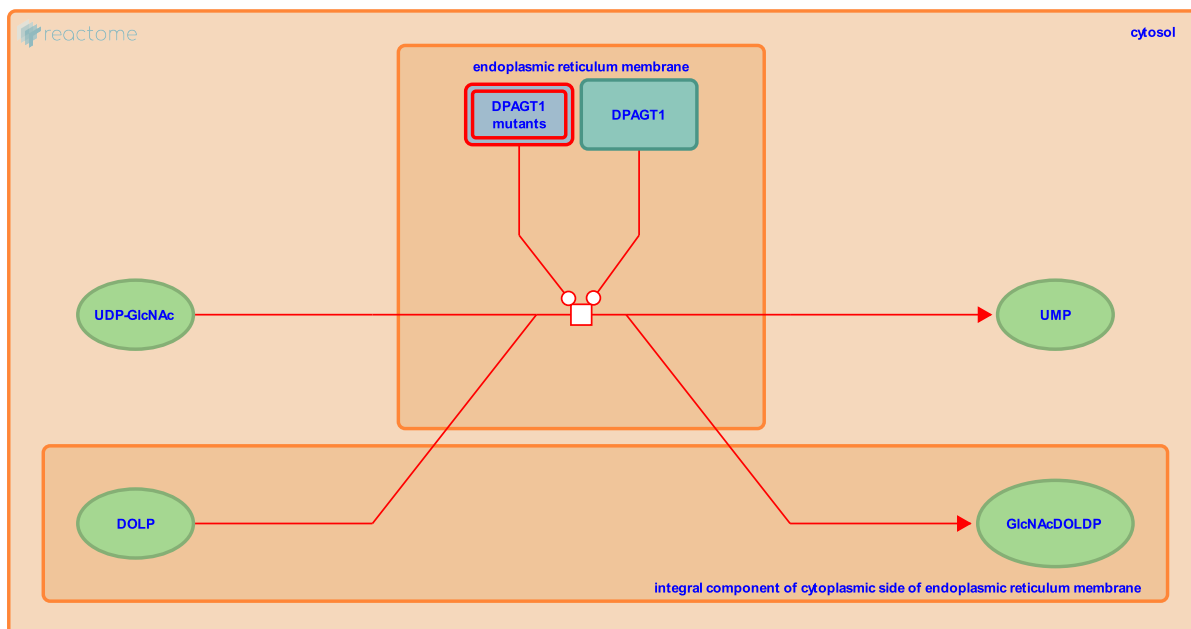 reactome
cytosol
endoplasmic reticulum membrane
DPAGT1
mutants
DPAGT1
UDP-GlcNAc
UMP
DOLP
GlcNAcDOLDP
integral component of cytoplasmic side of endoplasmic reticulum membrane